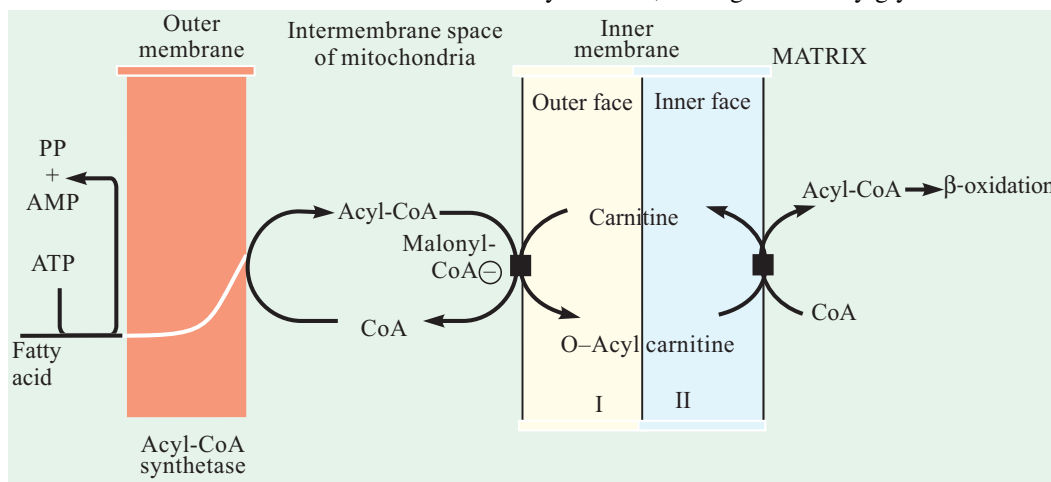 Outer
membrane
Intermembrane space
of mitochondria
Inner
membrane
MATRIX
Outer face
Inner face
PP
+
AMP
ATP
Fatty
acid
Acyl-CoA
Malonyl-
CoA
−
CoA
Carnitine
O–Acyl carnitine
I
II
Acyl-CoA
β-oxidation
CoA
Acyl-CoA
synthetase